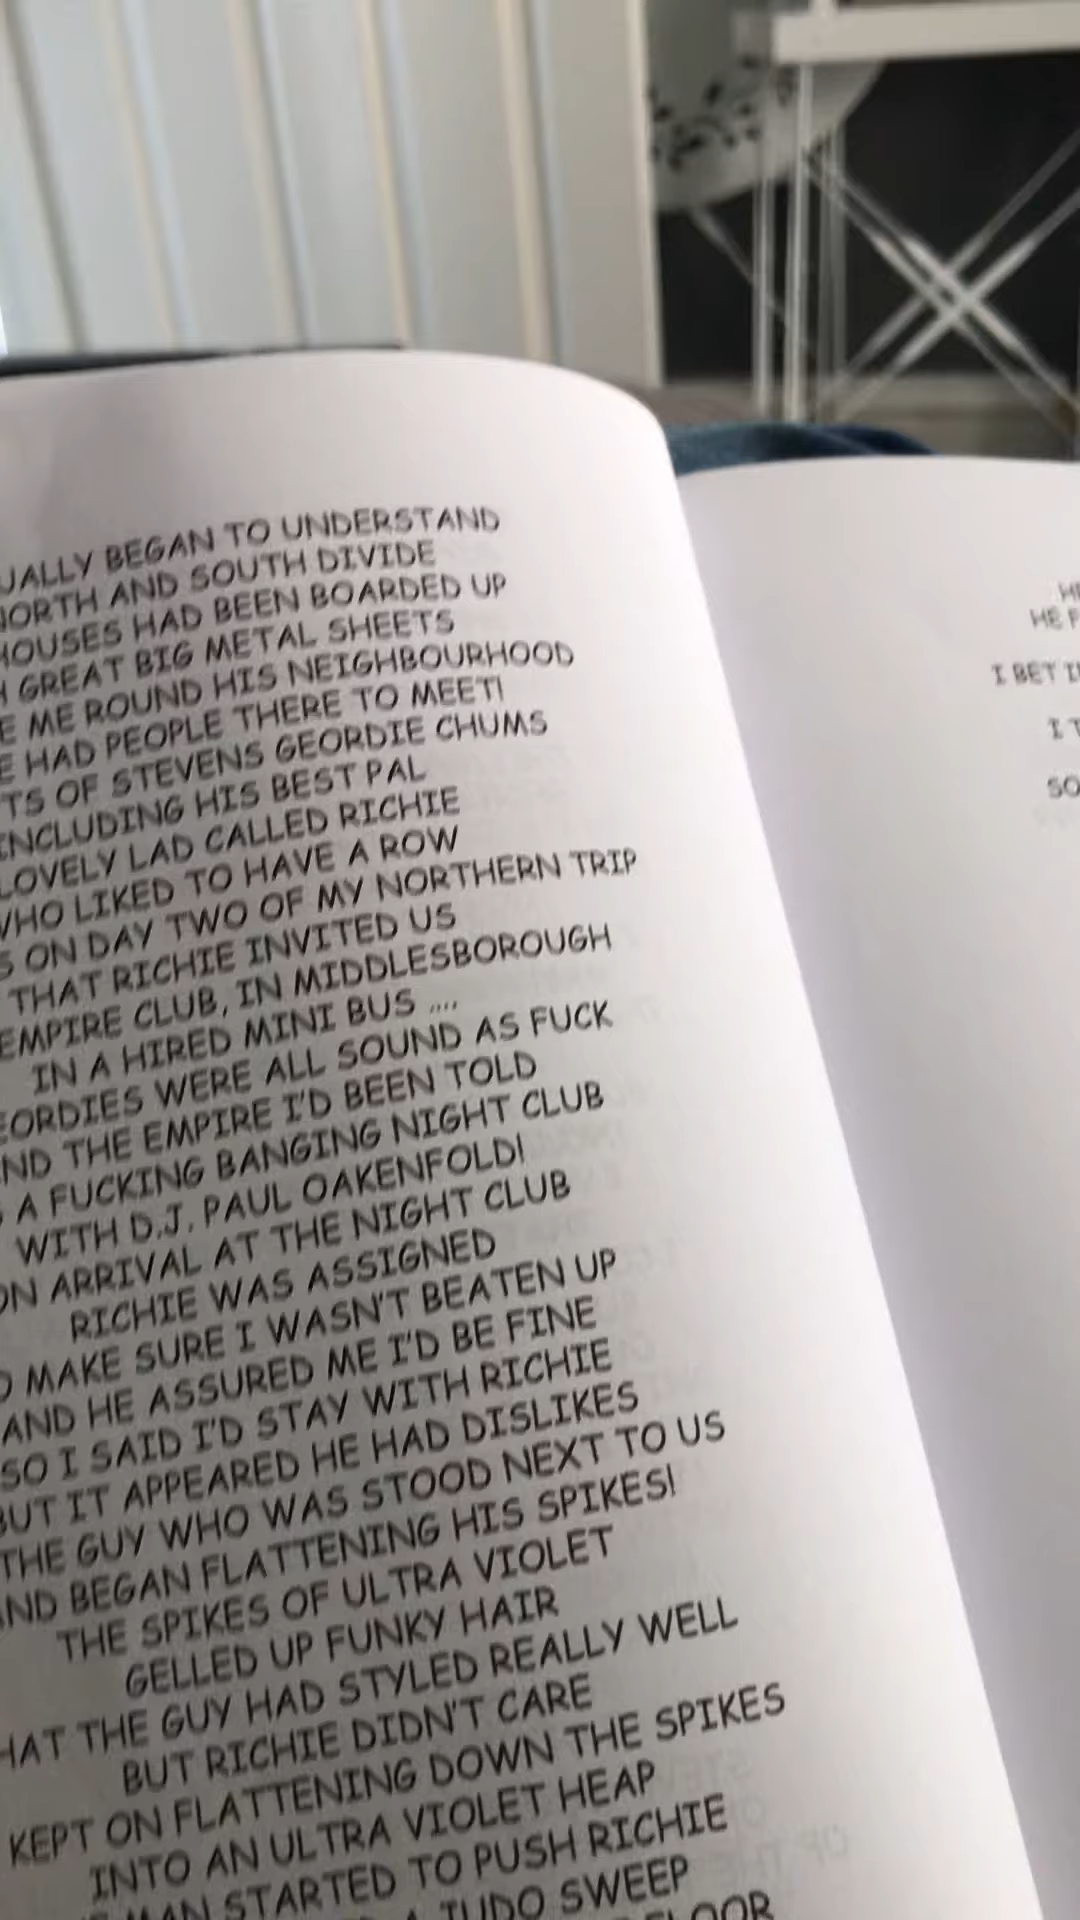 BEGAN TO UNDERSTAND
NORTH AND SOUTH DIVIDE
HOUSES HAD BEEN BOARDED UP
GREAT BIG METAL SHEETS
ME ROUND HIS NEIGHBOURHOOD
HAD PEOPLE THERE TO MEET!
OF STEVENS GEORDIE CHUMS
INCLUDING HIS BEST PAL
LOVELY LAD CALLED RICHIE
WHO LIKED TO HAVE A ROW
ON DAY TWO OF MY NORTHERN TRIP
THAT RICHIE INVITED US
EMPIRE CLUB, IN MIDDLESBOROUGH
IN A HIRED MINI BUS ....
WERE ALL SOUND AS FUCK
THE EMPIRE I'D BEEN TOLD
A FUCKING BANGING NIGHT CLUB
WITH D.J. PAUL OAKENFOLD!
ON ARRIVAL AT THE NIGHT CLUB
RICHIE WAS ASSIGNED
MAKE SURE I WASN'T BEATEN UP
AND HE ASSURED ME I'D BE FINE
SO I SAID I'D STAY WITH RICHIE
BUT IT APPEARED HE HAD DISLIKES
THE GUY WHO WAS STOOD NEXT TO US
AND BEGAN FLATTENING HIS SPIKES!
THE SPIKES OF ULTRA VIOLET
GELLED UP FUNKY HAIR
THE GUY HAD STYLED REALLY WELL
BUT RICHIE DIDN'T CARE
KEPT ON FLATTENING DOWN THE SPIKES
INTO AN ULTRA VIOLET HEAP
MAN STARTED TO PUSH RICHIE
A JUDO SWEEP
FLOOR
HE
I BET
I
SO